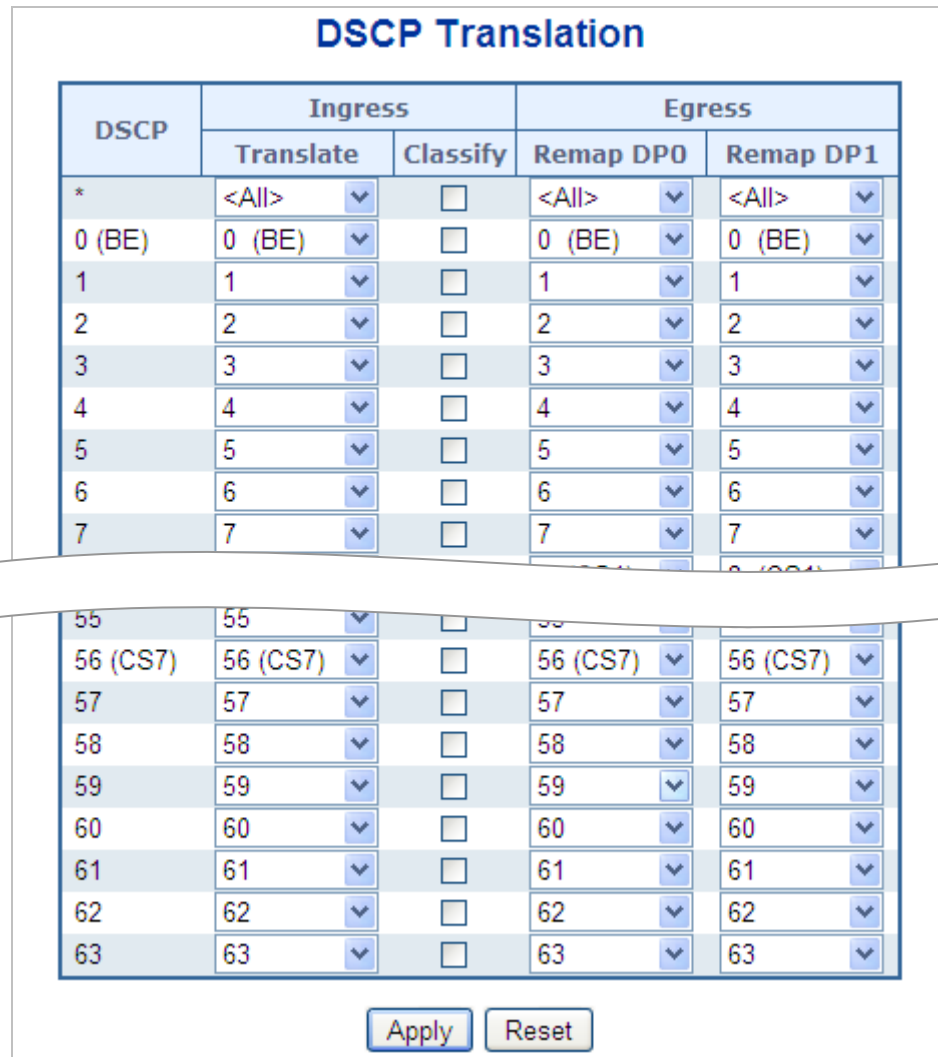 DSCP Translation
DSCP Ingress Egress
Translate Classify Remap DP0 Remap DP1
* <All> <All> <All>
0 (BE) 0 (BE) 0 (BE) 0 (BE)
1 1 1 1
2 2 2 2
3 3 3 3
4 4 4 4
5 5 5 5
6 6 6 6
7 7 7 7
55 55
56 (CS7) 56 (CS7) 56 (CS7) 56 (CS7)
57 57 57 57
58 58 58 58
59 59 59 59
60 60 60 60
61 61 61 61
62 62 62 62
63 63 63 63
Apply Reset